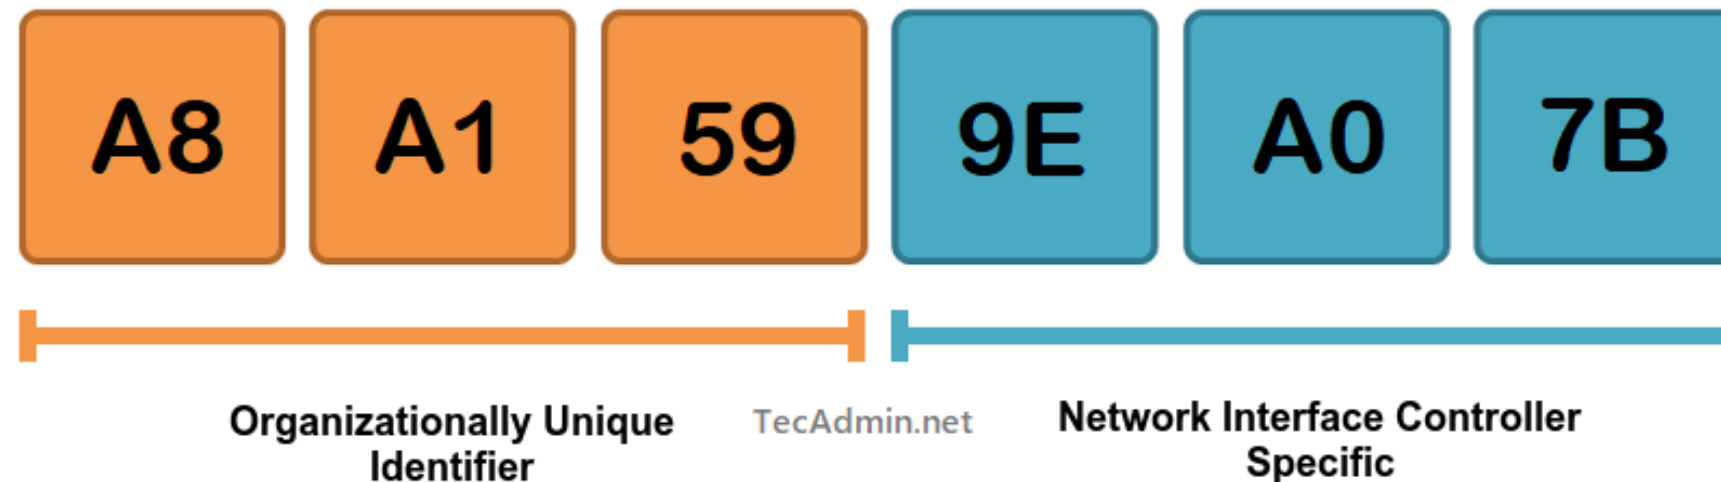 A8 A1 59 9E A0 7B
Organizationally Unique
Identifier
TecAdmin.net
Network Interface Controller
Specific